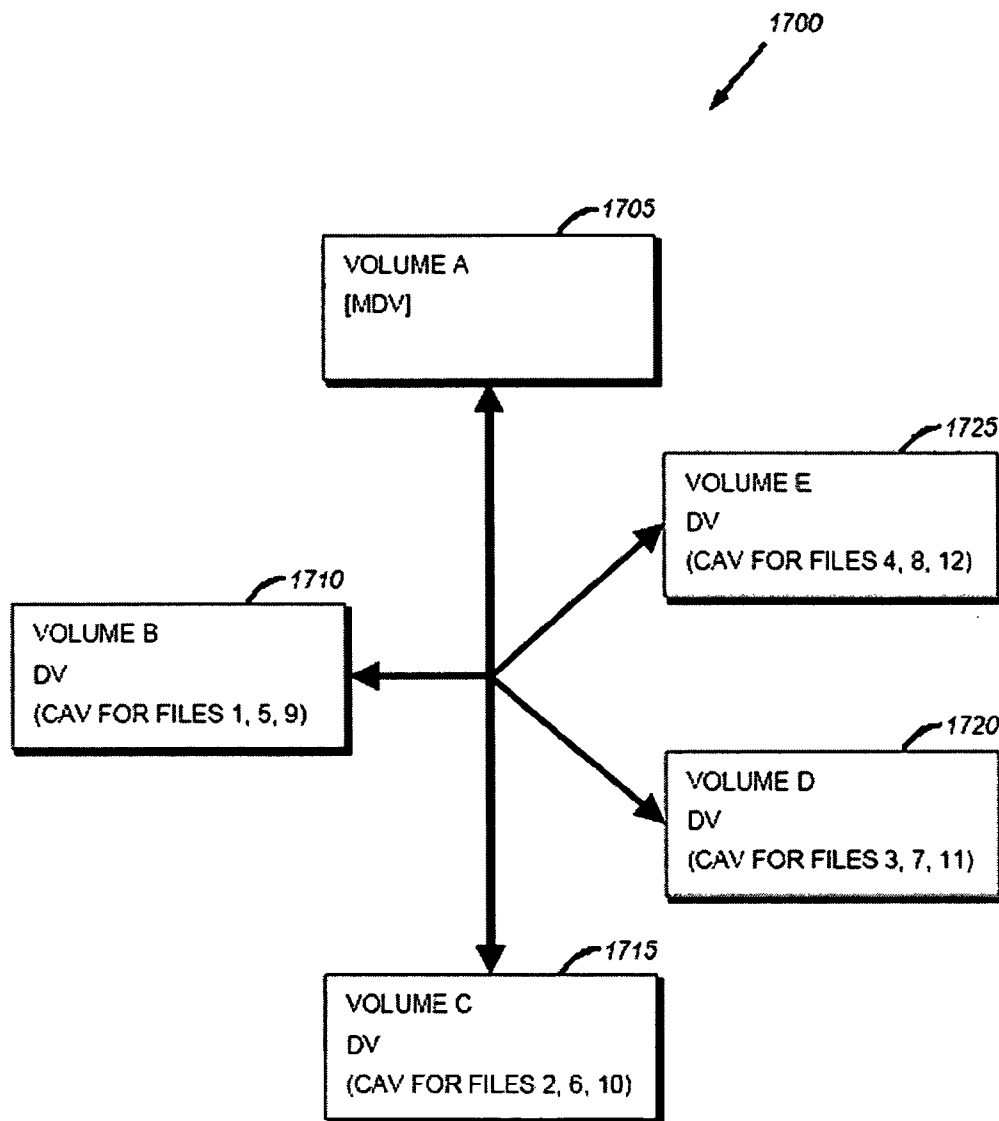 1700
1705
VOLUME A
[MDV]
1725
VOLUME E
DV
(CAV FOR FILES 4, 8, 12)
1710
VOLUME B
DV
(CAV FOR FILES 1, 5, 9)
1720
VOLUME D
DV
(CAV FOR FILES 3, 7, 11)
1715
VOLUME C
DV
(CAV FOR FILES 2, 6, 10)